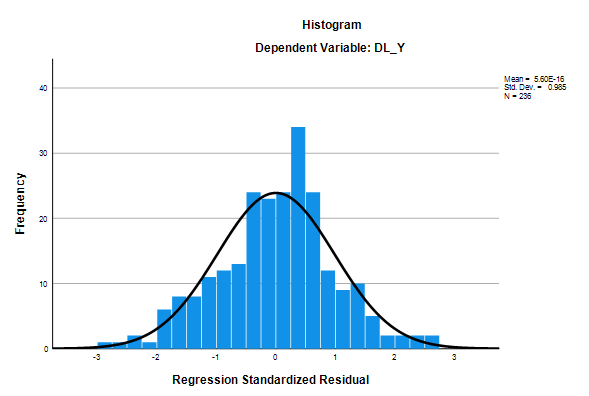 Histogram
Dependent Variable: DL_Y
Mean = 5.60E-16
Std. Dev. = 0.985
N = 236
Frequency
40
30
20
10
0
-3 -2 -1 0 1 2 3
Regression Standardized Residual